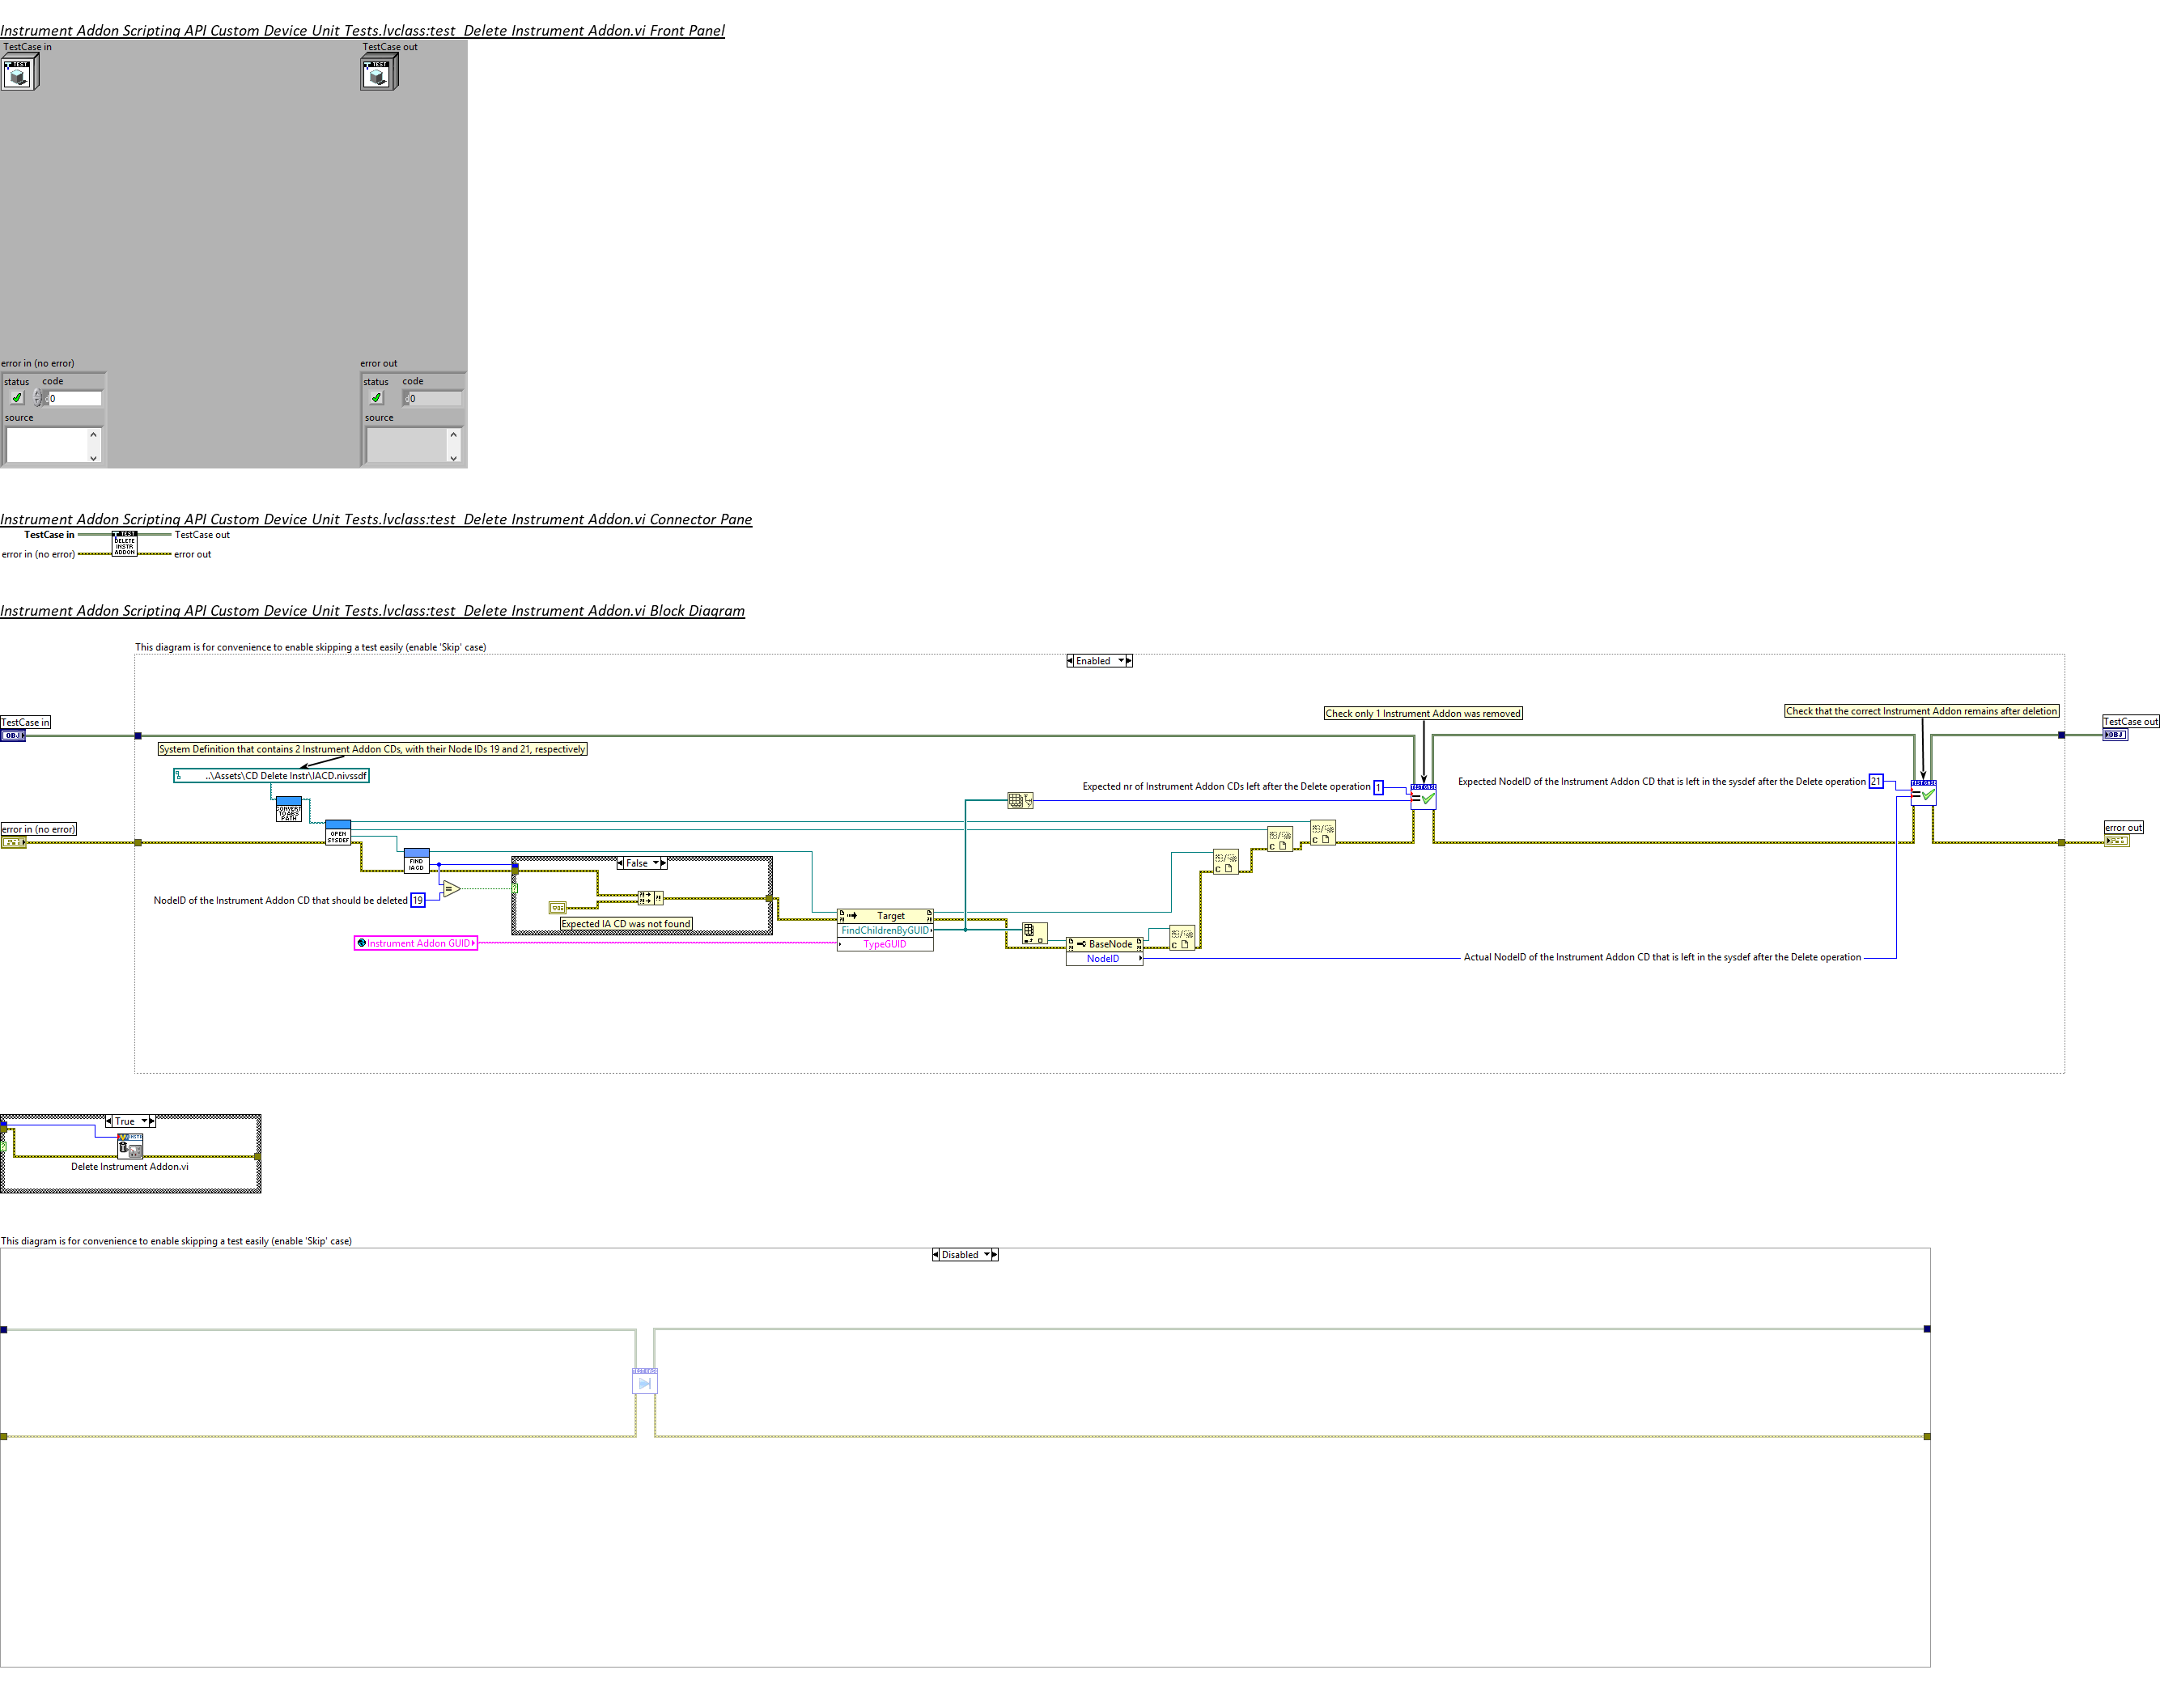 Instrument Addon Scripting API Custom Device Unit Tests.lvclass:test_Delete Instrument Addon.vi Front Panel
TestCase in
TestCase out
TEST
TEST
error in (no error)
error out
status
code
status
code
0
0
source
source
Instrument Addon Scripting API Custom Device Unit Tests.lvclass:test_Delete Instrument Addon.vi Connector Pane
TestCase in
TestCase out
TEST
DELETE
INSTR
ADDON
error in (no error)
error out
Instrument Addon Scripting API Custom Device Unit Tests.lvclass:test_Delete Instrument Addon.vi Block Diagram
This diagram is for convenience to enable skipping a test easily (enable 'Skip' case)
Enabled
Check only 1 Instrument Addon was removed
Check that the correct Instrument Addon remains after deletion
TestCase in
OBJ
TestCase out
OBJ
System Definition that contains 2 Instrument Addon CDs, with their Node IDs 19 and 21, respectively
..\Assets\CD Delete Instr\IACD.nivssdf
Expected nr of Instrument Addon CDs left after the Delete operation
1
Expected NodeID of the Instrument Addon CD that is left in the sysdef after the Delete operation
21
CONVERT
TO ABS
PATH
error in (no error)
error out
OPEN
SYSDEF
FIND
IACD
False
NodeID of the Instrument Addon CD that should be deleted
19
Expected IA CD was not found
Target
FindChildrenByGUID
TypeGUID
Instrument Addon GUID
BaseNode
NodeID
Actual NodeID of the Instrument Addon CD that is left in the sysdef after the Delete operation
True
Delete Instrument Addon.vi
This diagram is for convenience to enable skipping a test easily (enable 'Skip' case)
Disabled